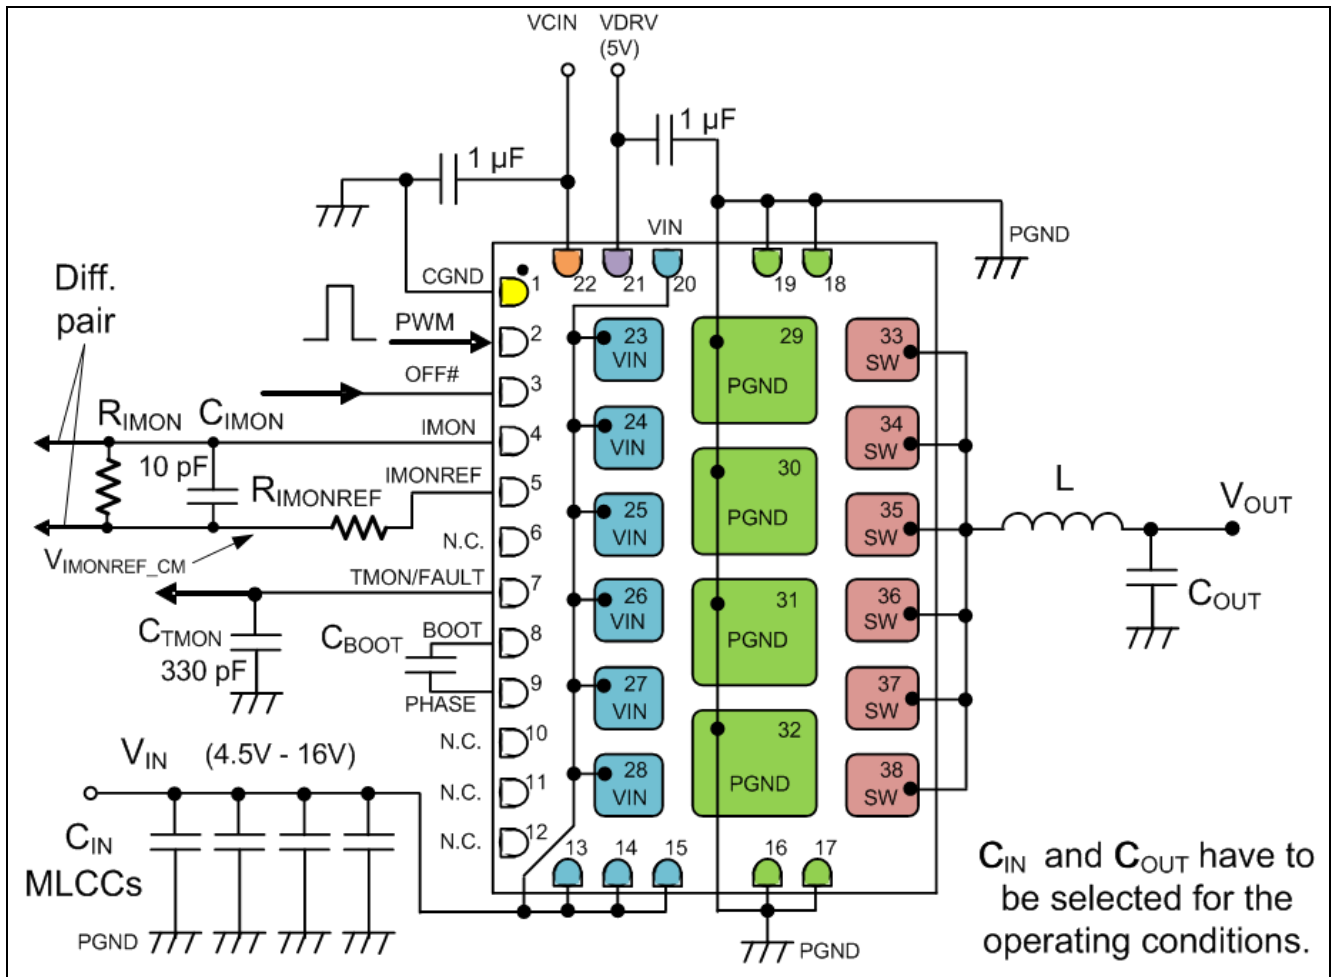 VCIN VDRV
(5V)
1 µF
1 µF
VIN
PGND
CGND
1
22
21
20
19
18
Diff.
pair
PWM
2
OFF#
3
RIMON
CIMON
IMON
4
10 pF
RIMONREF
IMONREF
5
VIMONREF_CM
N.C.
6
TMON/FAULT
7
CTMON
330 pF
CBOOT
BOOT
8
PHASE
9
N.C.
10
N.C.
11
N.C.
12
23
VIN
24
VIN
25
VIN
26
VIN
27
VIN
28
VIN
29
PGND
30
PGND
31
PGND
32
PGND
33
SW
34
SW
35
SW
36
SW
37
SW
38
SW
L
VOUT
COUT
VIN (4.5V - 16V)
CIN
MLCCs
PGND
13
14
15
16
17
PGND
CIN and COUT have to
be selected for the
operating conditions.